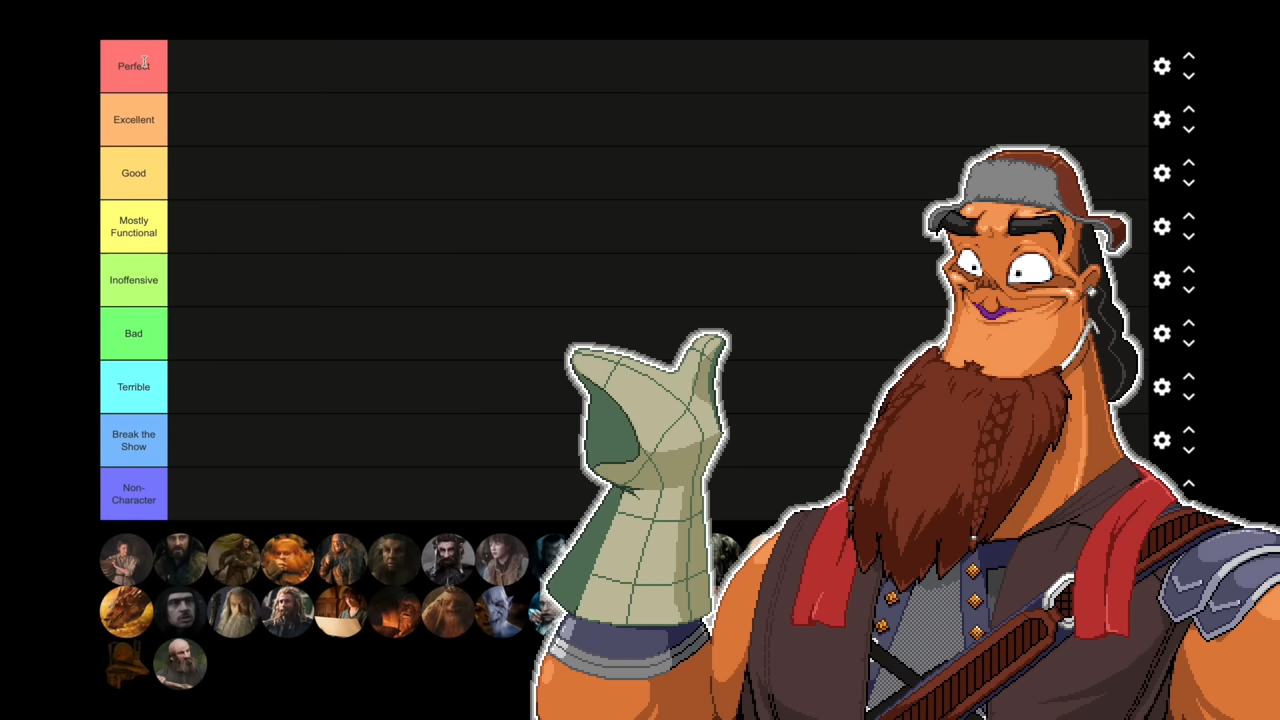 Perfect
Excellent
Good
Mostly
Functional
Inoffensive
Bad
Terrible
Break the
Show
Non-
Character